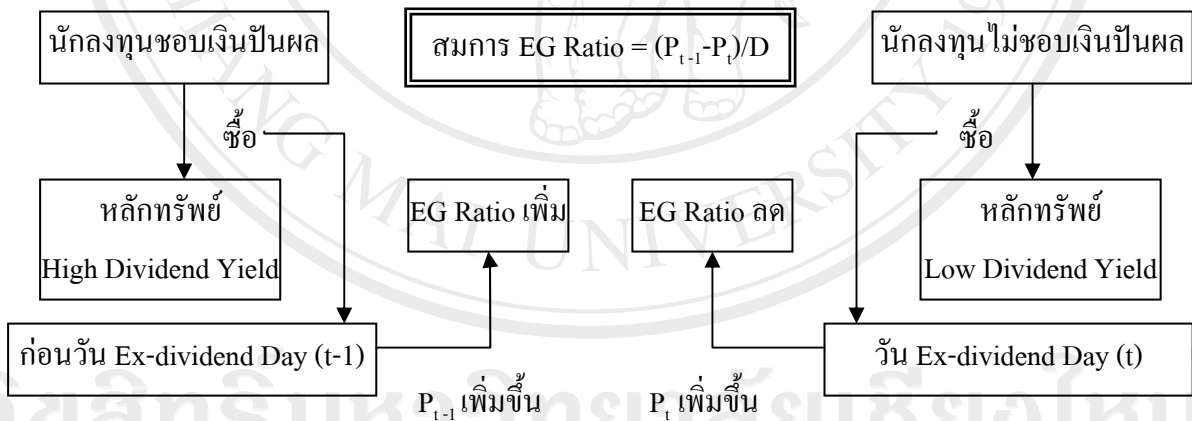 นักลงทุนชอบเงินปันผล
สมการ EG Ratio = (P t-1 -P t )/D
นักลงทุนไม่ชอบเงินปันผล
ซื้อ
ซื้อ
หลักทรัพย์
High Dividend Yield
EG Ratio เพิ่ม
EG Ratio ลด
หลักทรัพย์
Low Dividend Yield
ก่อนวัน Ex-dividend Day (t-1)
วัน Ex-dividend Day (t)
P t-1 เพิ่มขึ้น
P t เพิ่มขึ้น
MAI UNIVERSITY